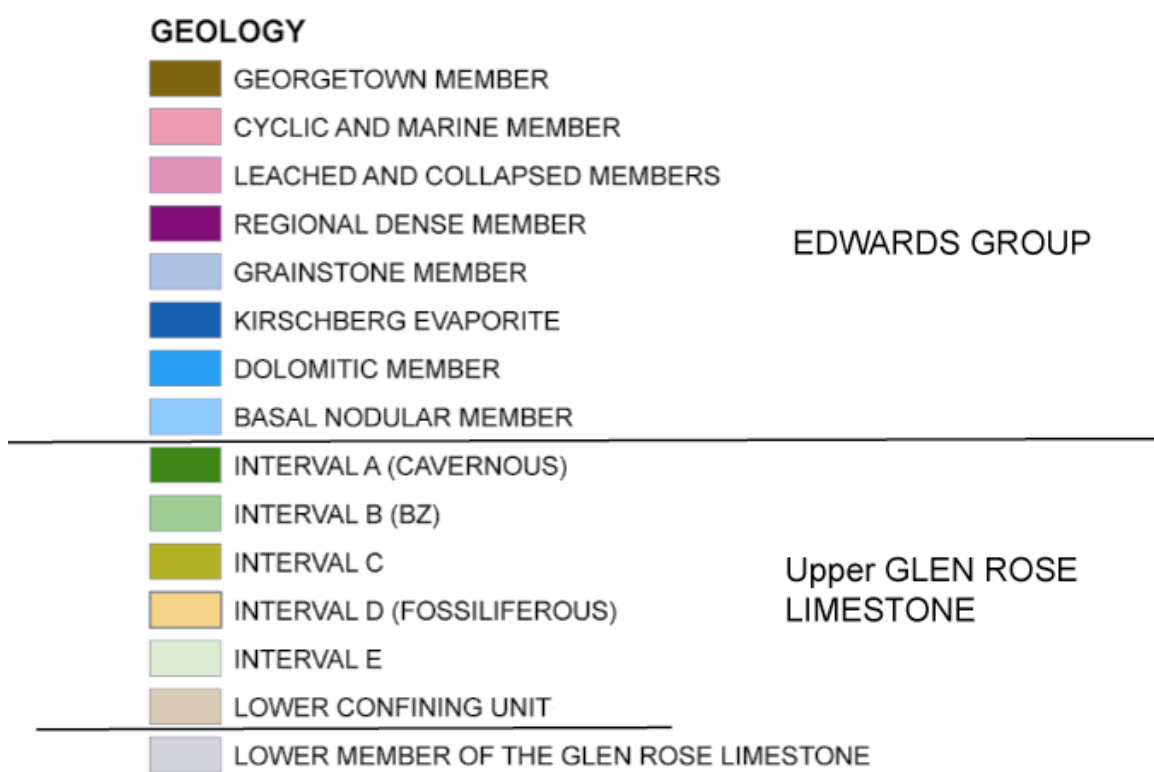 GEOLOGY
GEORGETOWN MEMBER
CYCLIC AND MARINE MEMBER
LEACHED AND COLLAPSED MEMBERS
REGIONAL DENSE MEMBER
GRAINSTONE MEMBER
KIRSCHBERG EVAPORITE
DOLOMITIC MEMBER
BASAL NODULAR MEMBER
EDWARDS GROUP
INTERVAL A (CAVERNOUS)
INTERVAL B (BZ)
INTERVAL C
INTERVAL D (FOSSILIFEROUS)
INTERVAL E
LOWER CONFINING UNIT
Upper GLEN ROSE
LIMESTONE
LOWER MEMBER OF THE GLEN ROSE LIMESTONE